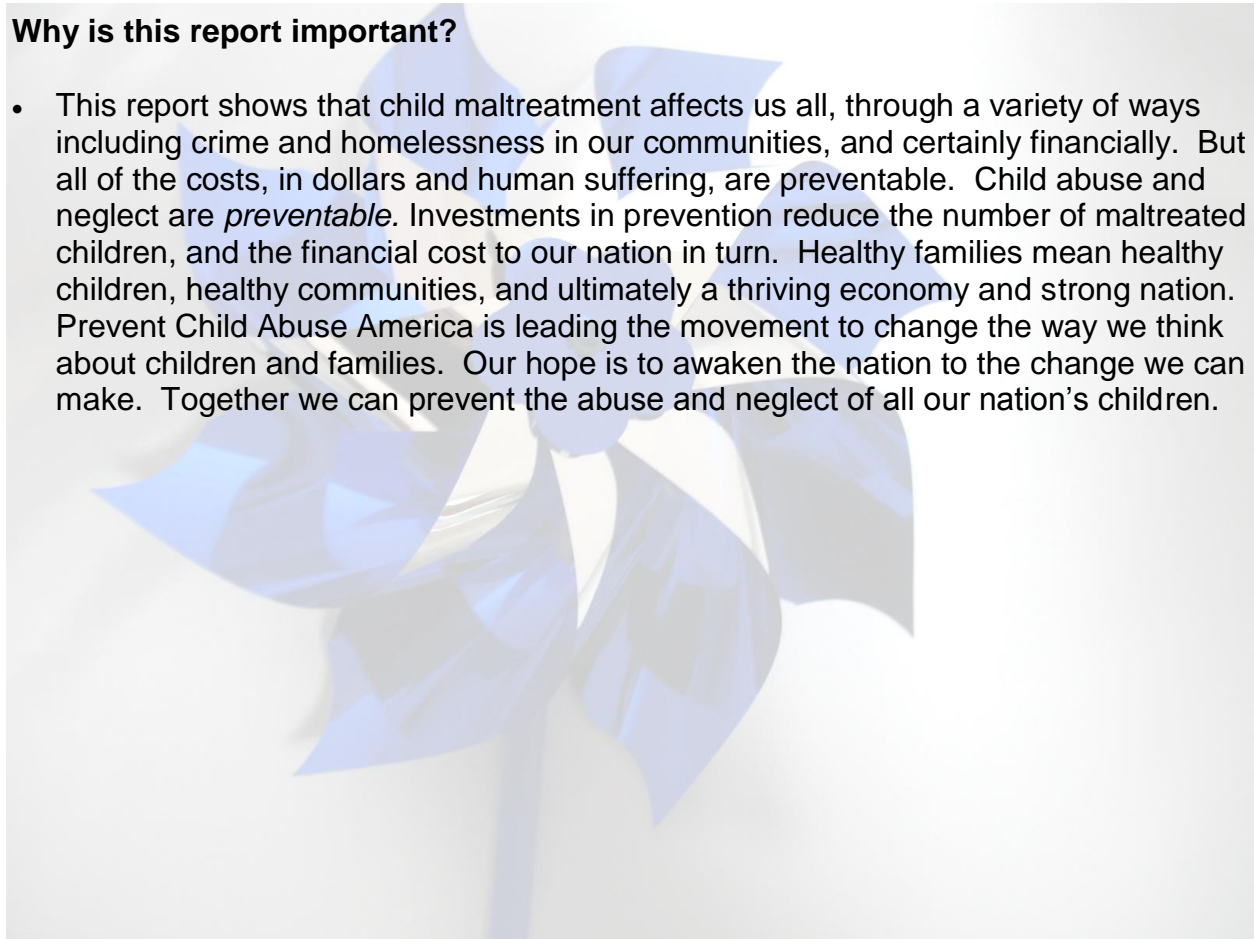 Why is this report important?
• This report shows that child maltreatment affects us all, through a variety of ways
including crime and homelessness in our communities, and certainly financially.  But
all of the costs, in dollars and human suffering, are preventable.  Child abuse and
neglect are preventable. Investments in prevention reduce the number of maltreated
children, and the financial cost to our nation in turn.  Healthy families mean healthy
children, healthy communities, and ultimately a thriving economy and strong nation.
Prevent Child Abuse America is leading the movement to change the way we think
about children and families.  Our hope is to awaken the nation to the change we can
make.  Together we can prevent the abuse and neglect of all our nation’s children.